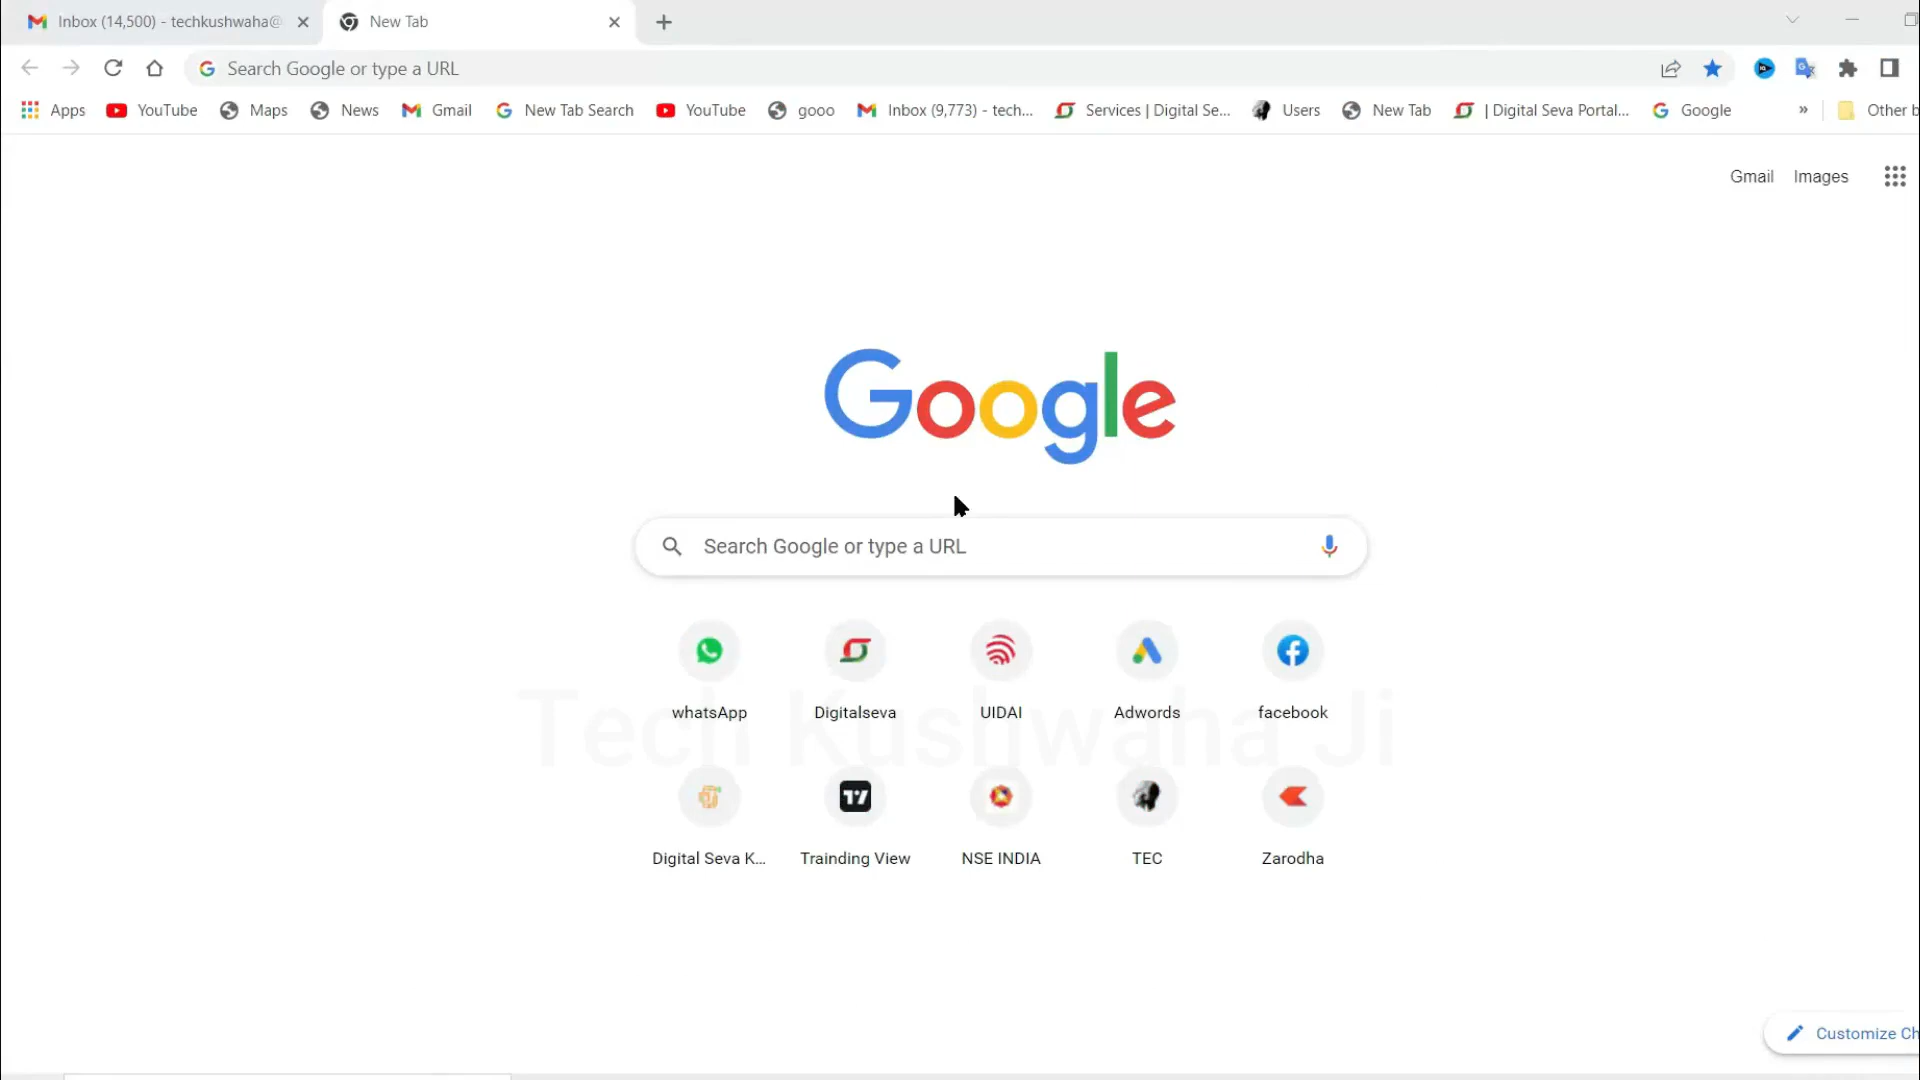 Inbox (14,500) - techkushwaha@
New Tab
Search Google or type a URL
Apps
YouTube
Maps
News
Gmail
New Tab Search
YouTube
gooo
Inbox (9,773) - tech...
Services | Digital Se...
Users
New Tab
| Digital Seva Portal...
Google
»
Other b
Gmail
Images
Google
Search Google or type a URL
whatsApp
Digitalseva
UIDAI
Adwords
facebook
Tech Kushwaha Ji
Digital Seva K...
Trainding View
NSE INDIA
TEC
Zarodha
Customize Ch